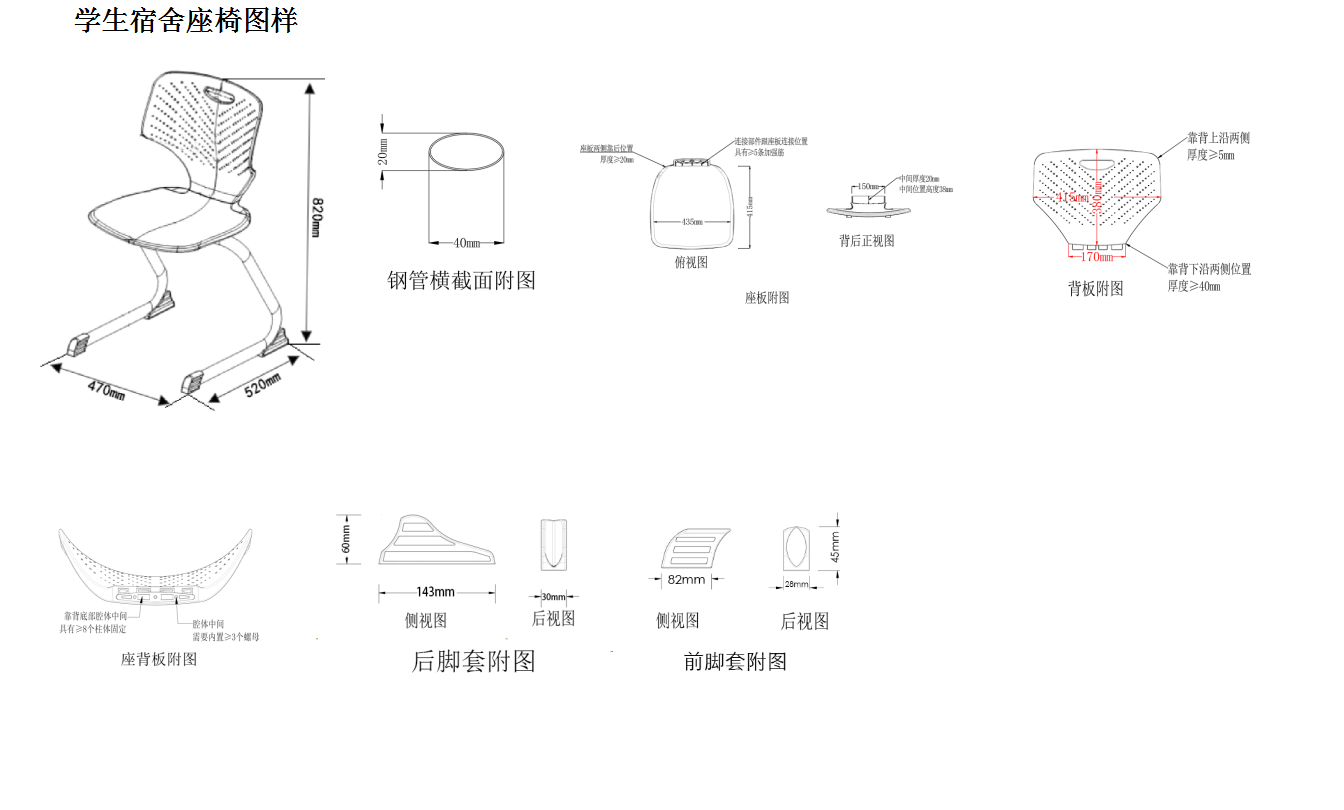 学生宿舍座椅图样
820mm
470mm
520mm
20mm
40mm
钢管横截面附图
座板两侧靠后位置
厚度≥20mm
连接部件跟座板连接位置
具有≥5条加强筋
435mm
415mm
俯视图
150mm
中间厚度20mm
中间位置高度38mm
背后正视图
座板附图
靠背上沿两侧
厚度≥5mm
415mm
380mm
170mm
靠背下沿两侧位置
厚度≥40mm
背板附图
靠背底部腔体中间
具有≥8个柱体固定
腔体中间
需要内置≥3个螺母
座背板附图
60mm
143mm
侧视图
30mm
后视图
后脚套附图
82mm
侧视图
45mm
28mm
后视图
前脚套附图